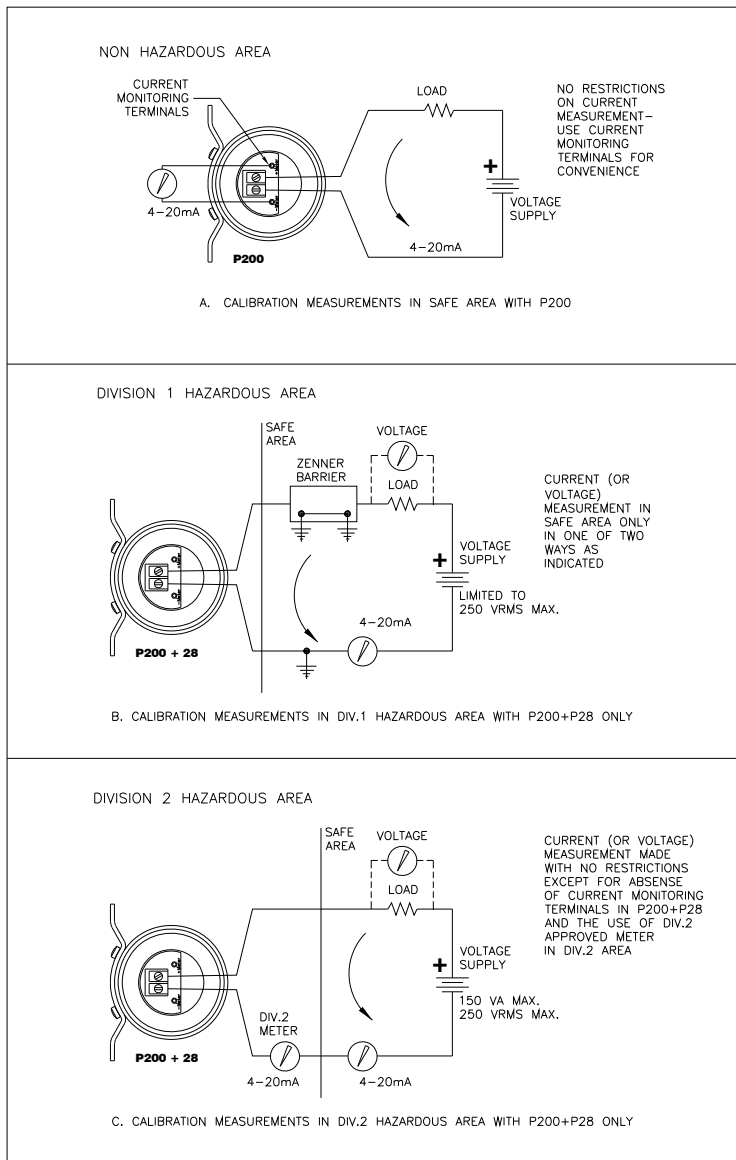 NON HAZARDOUS AREA
CURRENT
MONITORING
TERMINALS
4-20mA
P200
LOAD
+
VOLTAGE
SUPPLY
4-20mA
NO RESTRICTIONS
ON CURRENT
MEASUREMENT-
USE CURRENT
MONITORING
TERMINALS FOR
CONVENIENCE
A. CALIBRATION MEASUREMENTS IN SAFE AREA WITH P200
DIVISION 1 HAZARDOUS AREA
SAFE
AREA
ZENNER
BARRIER
VOLTAGE
LOAD
P200 + 28
+
VOLTAGE
SUPPLY
LIMITED TO
250 VRMS MAX.
4-20mA
CURRENT (OR
VOLTAGE)
MEASUREMENT IN
SAFE AREA ONLY
IN ONE OF TWO
WAYS AS
INDICATED
B. CALIBRATION MEASUREMENTS IN DIV.1 HAZARDOUS AREA WITH P200+P28 ONLY
DIVISION 2 HAZARDOUS AREA
SAFE
AREA
VOLTAGE
LOAD
P200 + 28
DIV.2
METER
4-20mA
4-20mA
+
VOLTAGE
SUPPLY
150 VA MAX.
250 VRMS MAX.
CURRENT (OR VOLTAGE)
MEASUREMENT MADE
WITH NO RESTRICTIONS
EXCEPT FOR ABSENSE
OF CURRENT MONITORING
TERMINALS IN P200+P28
AND THE USE OF DIV.2
APPROVED METER
IN DIV.2 AREA
C. CALIBRATION MEASUREMENTS IN DIV.2 HAZARDOUS AREA WITH P200+P28 ONLY